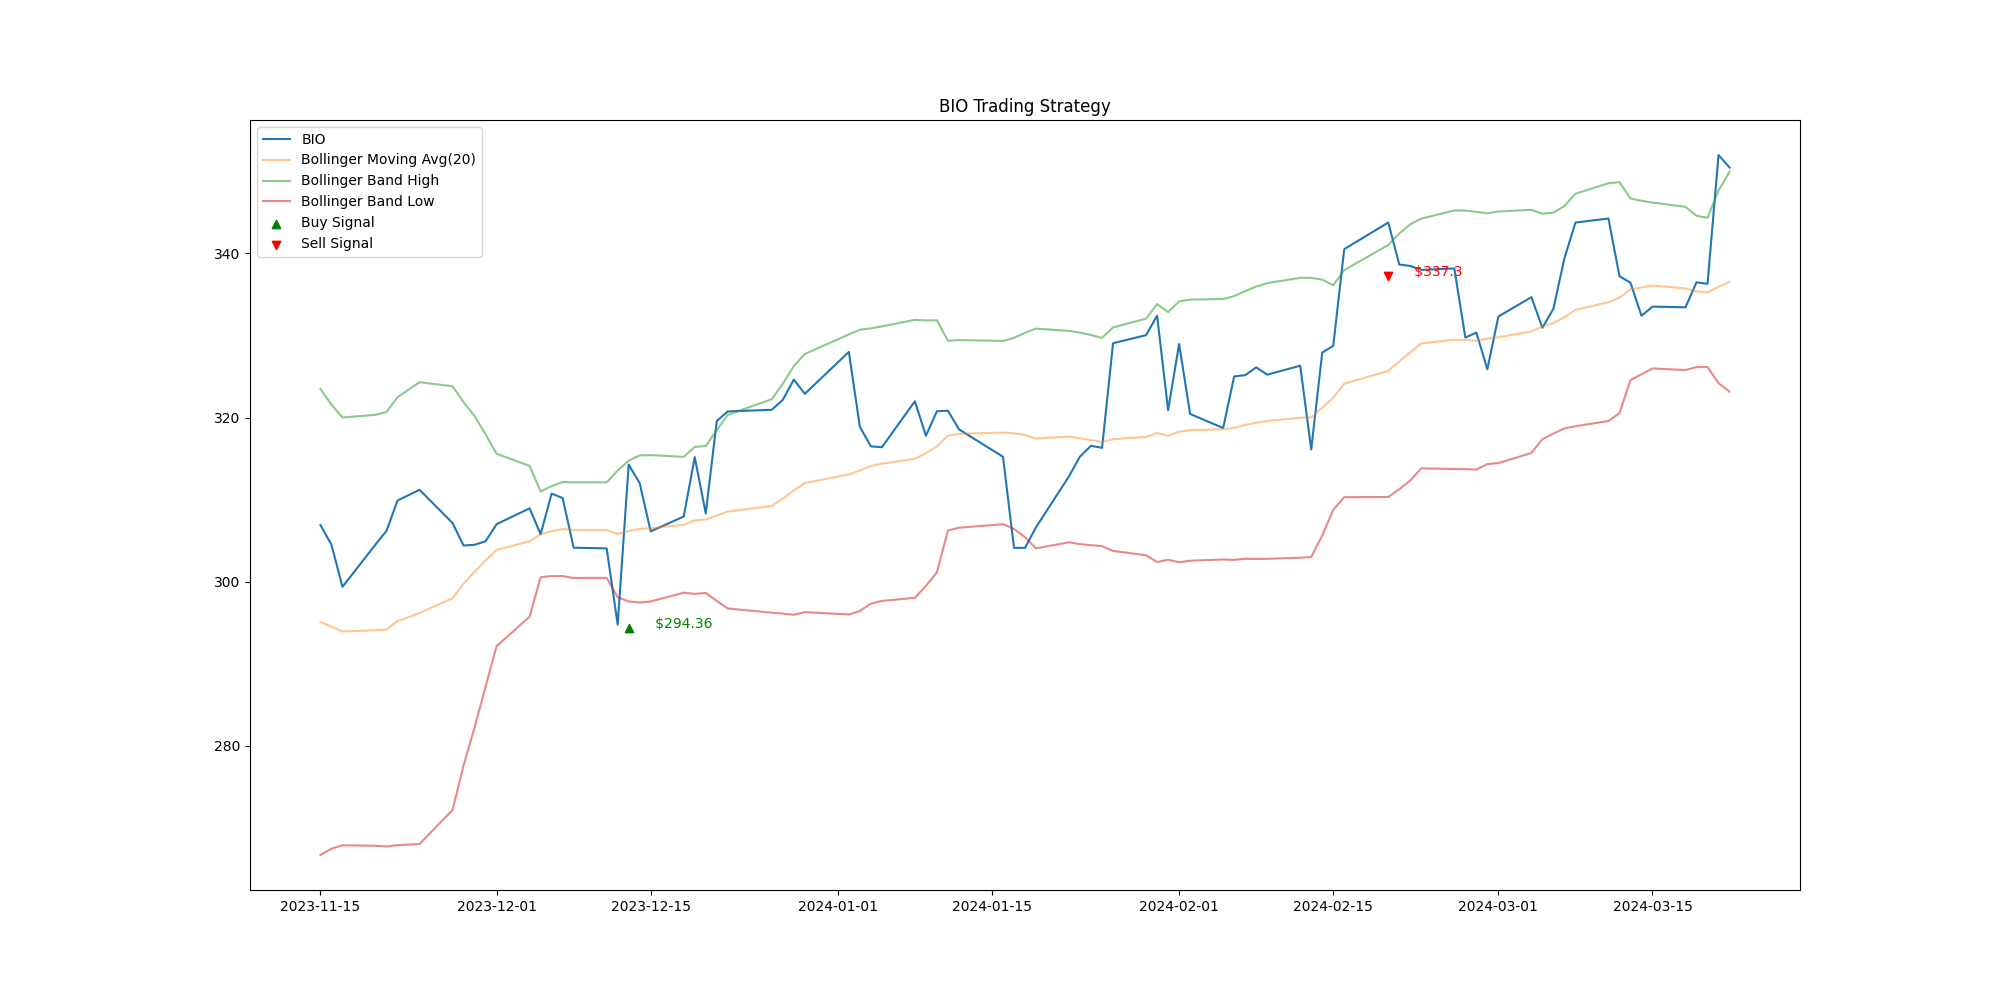 BIO Trading Strategy
BIO
Bollinger Moving Avg(20)
Bollinger Band High
Bollinger Band Low
Buy Signal
Sell Signal
340
320
300
280
$337.3
$294.36
2023-11-15
2023-12-01
2023-12-15
2024-01-01
2024-01-15
2024-02-01
2024-02-15
2024-03-01
2024-03-15